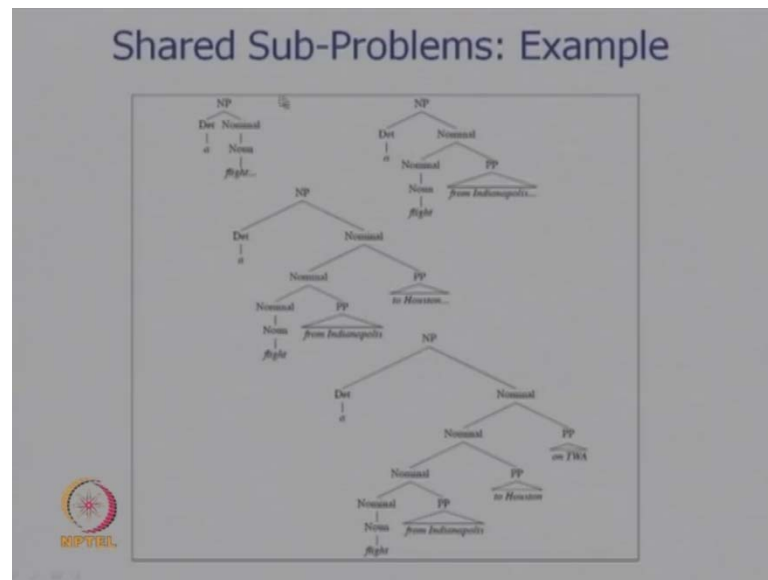 Shared Sub-Problems: Example
NP
Det Nominal
a Noun
flight...
NP
Det Nominal
a Nominal PP
Noun from Indianapolis...
flight
NP
Det Nominal
a
Nominal PP
to Houston...
Nominal PP
Noun from Indianapolis
flight
NP
Det Nominal
a
Nominal PP
on TWA
Nominal PP
to Houston
Nominal PP
Noun from Indianapolis
flight
NPTEL